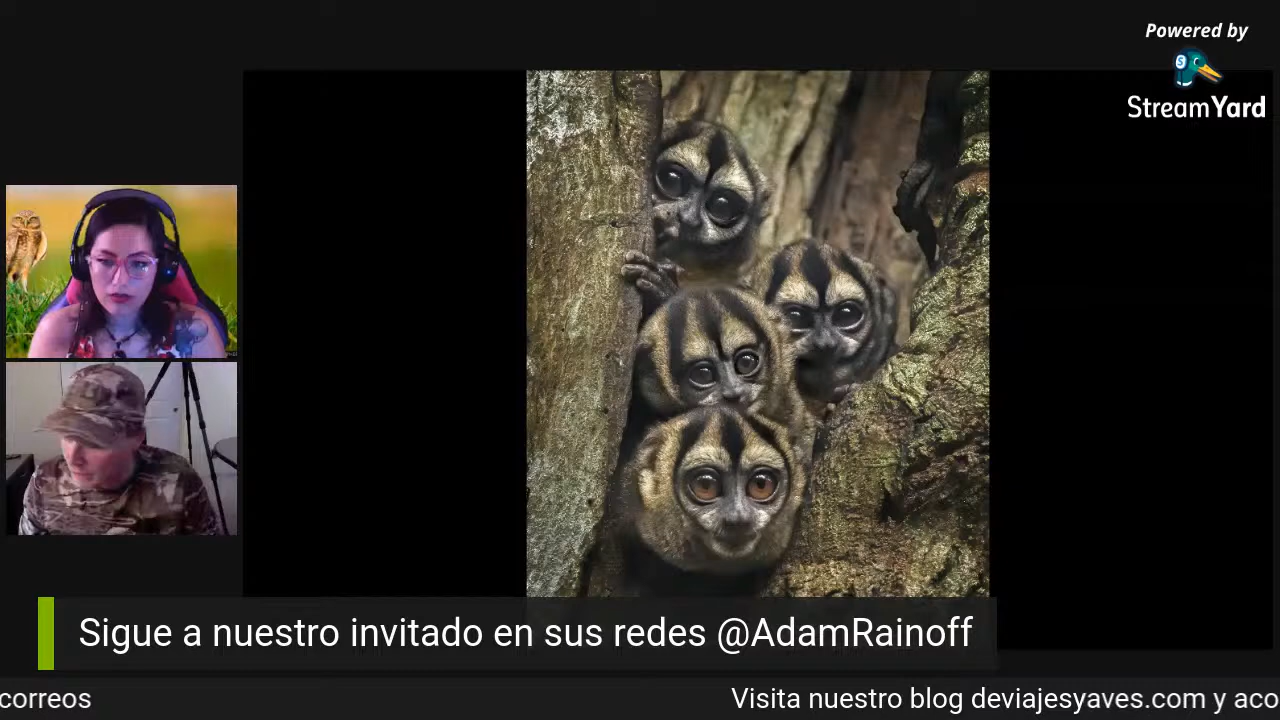 Powered by
StreamYard
Sigue a nuestro invitado en sus redes @AdamRainoff
correos
Visita nuestro blog deviajesyaves.com y aco